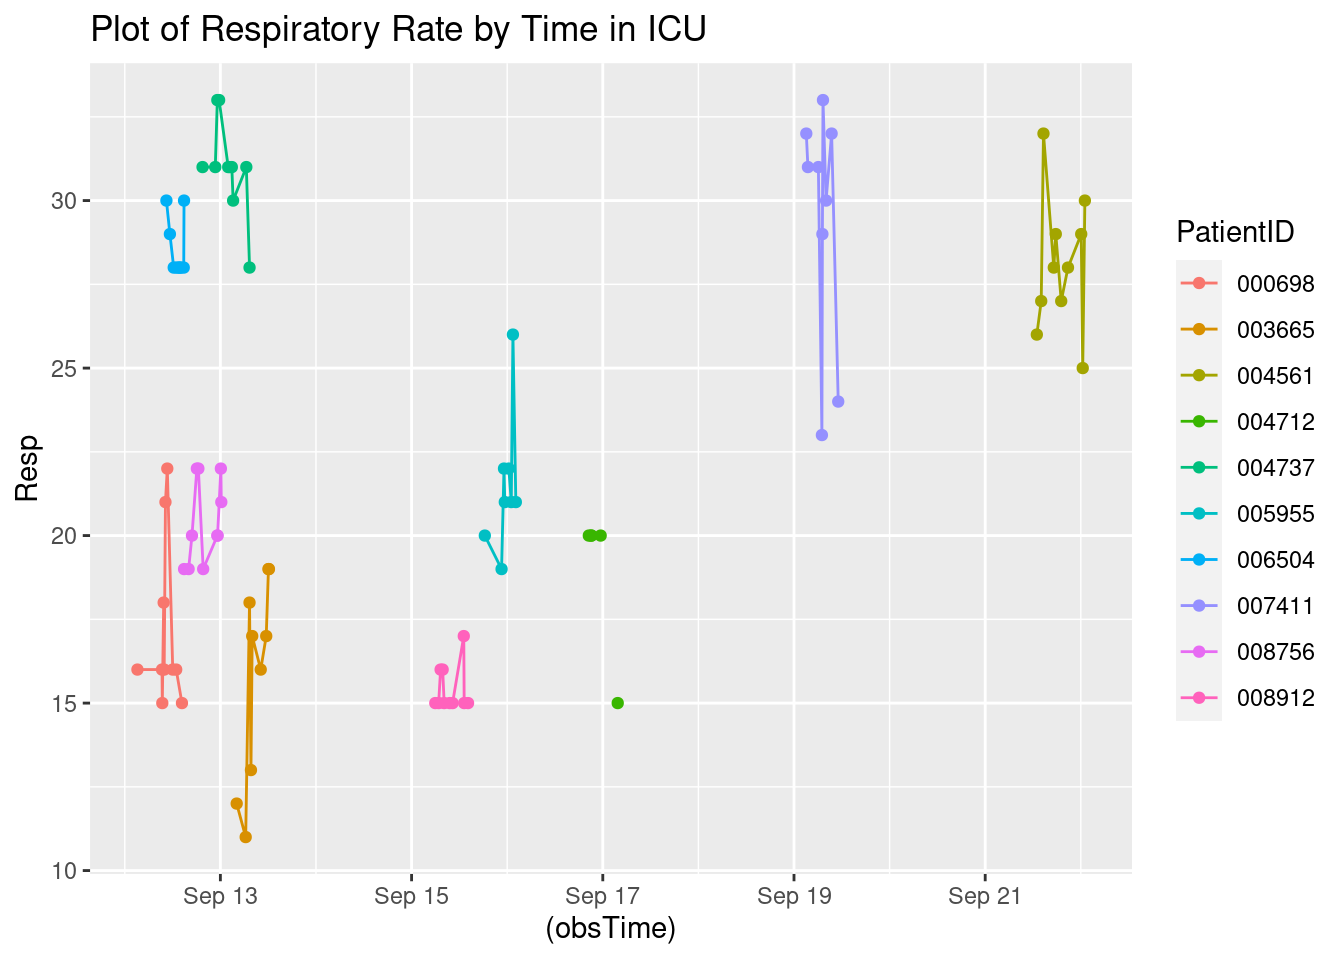 Plot of Respiratory Rate by Time in ICU
30
25
20
15
10
Resp
Sep 13
Sep 15
Sep 17
Sep 19
Sep 21
(obsTime)
PatientID
000698
003665
004561
004712
004737
005955
006504
007411
008756
008912